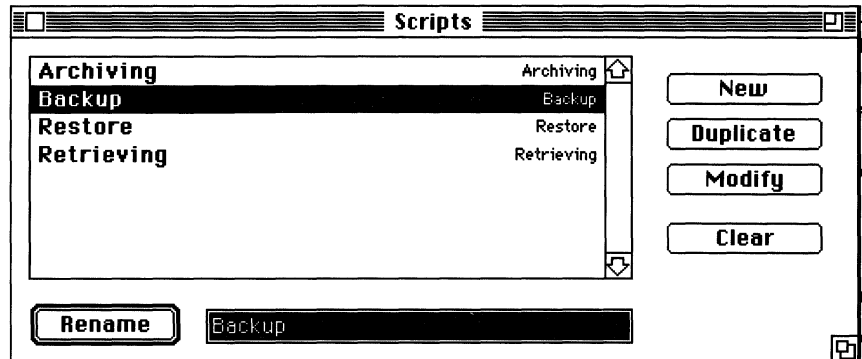 Scripts
Archiving Archiving
Backup Backup
Restore Restore
Retrieving Retrieving
New
Duplicate
Modify
Clear
Rename Backup